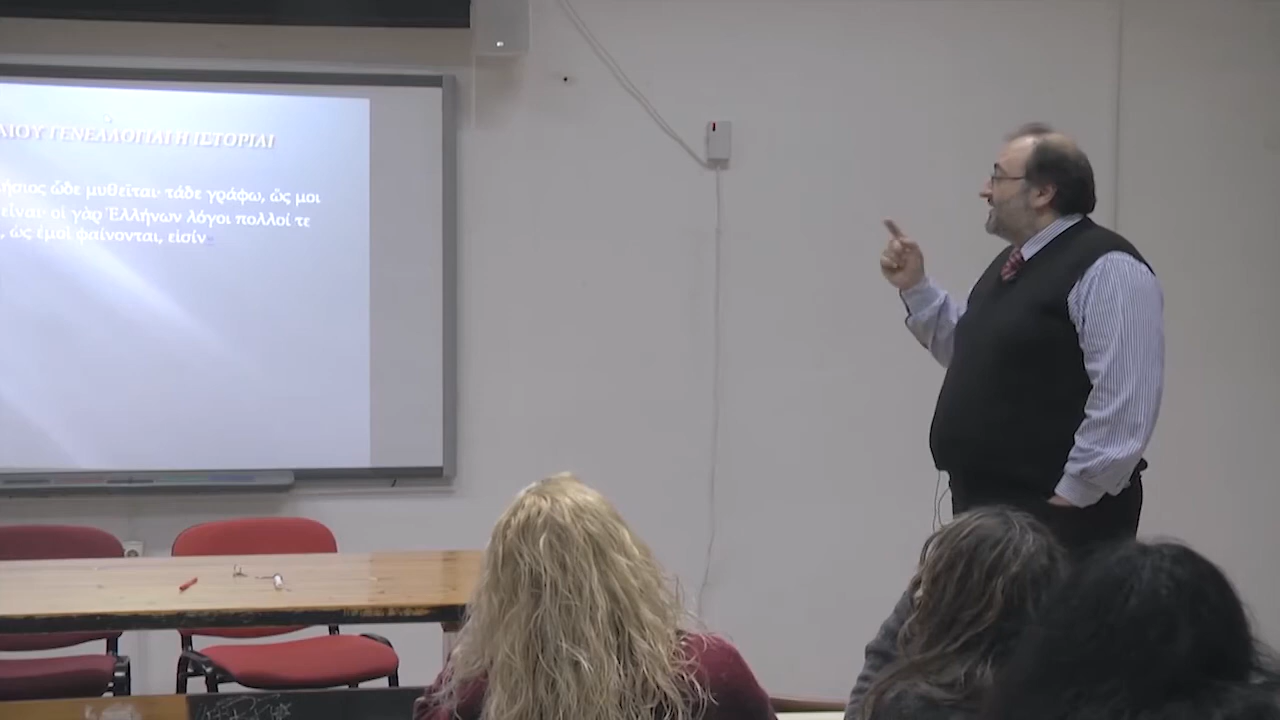 ΑΙΟΥ ΓΕΝΕΑΛΟΓΙΑΙ Ή ΙΣΤΟΡΙΑΙ
ήσιος ὧδε μυθεῖται· τάδε γράφω, ὥς μοι
εἶναι· οἱ γὰρ Ἑλλήνων λόγοι πολλοί τε
, ὡς ἐμοὶ φαίνονται, εἰσίν